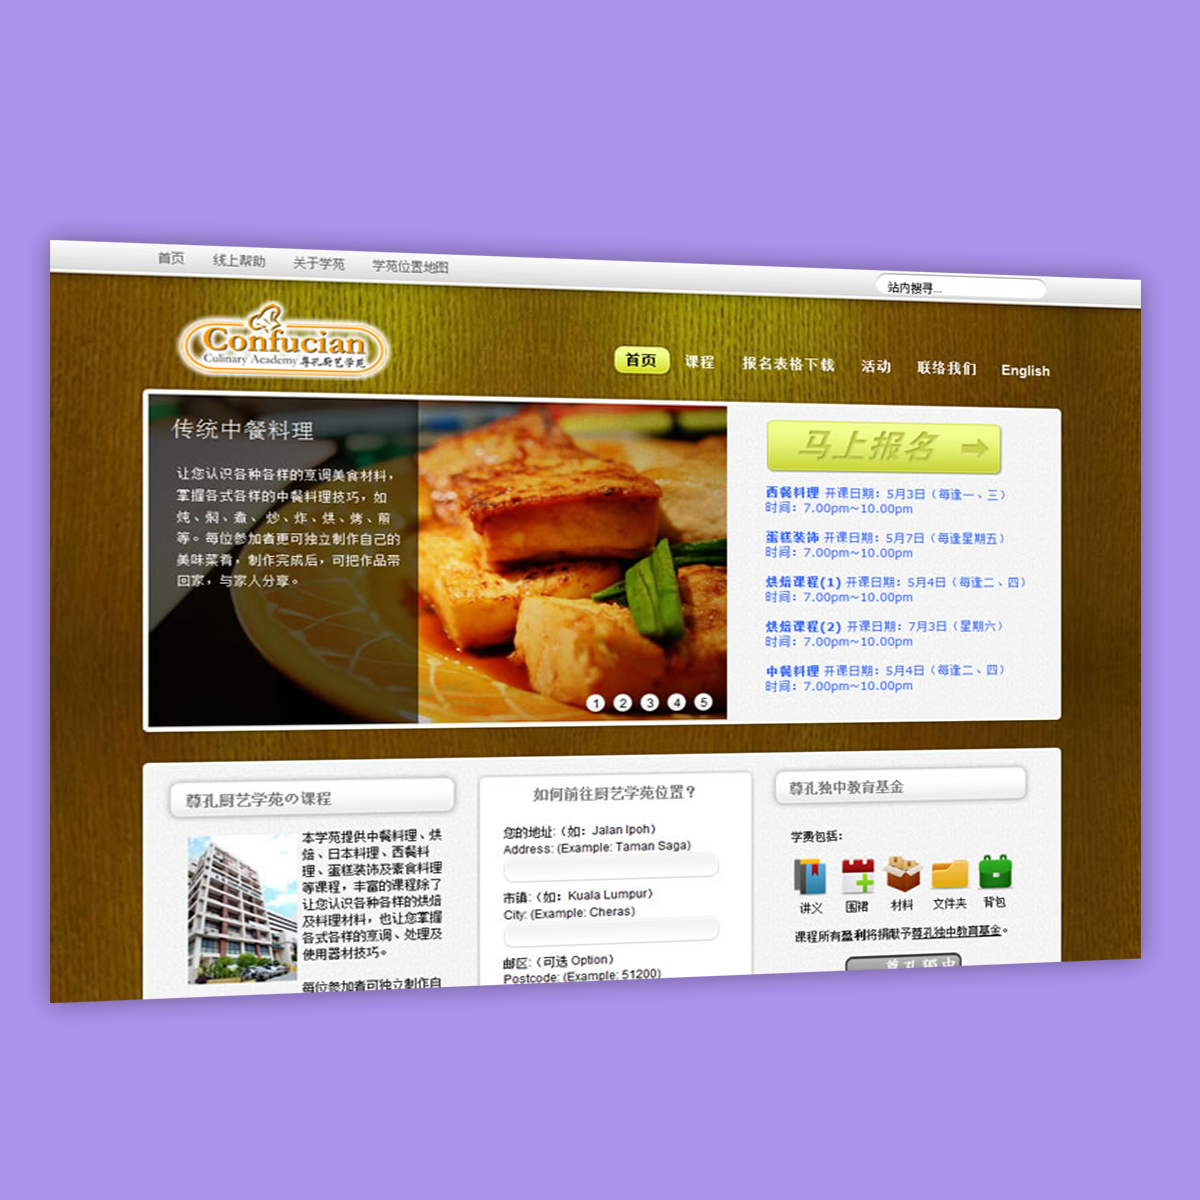 首页 线上帮助 关于学苑 学苑位置地图
站内搜寻...
Confucian
Culinary Academy 尊孔厨艺学苑
首页 课程 报名表格下载 活动 联络我们 English
传统中餐料理
让您认识各种各样的烹调美食材料，
掌握各式各样的中餐料理技巧，如
炖、焖、煮、炒、炸、烘、烤、煎
等。每位参加者更可独立制作自己的
美味菜肴，制作完成后，可把作品带
回家，与家人分享。
1 2 3 4 5
马上报名
西餐料理 开课日期：5月3日（每逢一、三）
时间：7.00pm~10.00pm
蛋糕装饰 开课日期：5月7日（每逢星期五）
时间：7.00pm~10.00pm
烘焙课程(1) 开课日期：5月4日（每逢二、四）
时间：7.00pm~10.00pm
烘焙课程(2) 开课日期：7月3日（星期六）
时间：7.00pm~10.00pm
中餐料理 开课日期：5月4日（每逢二、四）
时间：7.00pm~10.00pm
尊孔厨艺学苑の课程
本学苑提供中餐料理、烘
焙、日本料理、西餐料
理、蛋糕装饰及素食料理
等课程，丰富的课程除了
让您认识各种各样的烘焙
及料理材料，也让您掌握
各式各样的烹调、处理及
使用器材技巧。
每位参加者可独立制作自
如何前往厨艺学苑位置？
您的地址:（如：Jalan Ipoh）
Address: (Example: Taman Saga)
市镇:（如：Kuala Lumpur）
City: (Example: Cheras)
邮区:（可选 Option）
Postcode: (Example: 51200)
尊孔独中教育基金
学费包括：
讲义 围裙 材料 文件夹 背包
课程所有盈利将捐献予尊孔独中教育基金。
尊孔独中